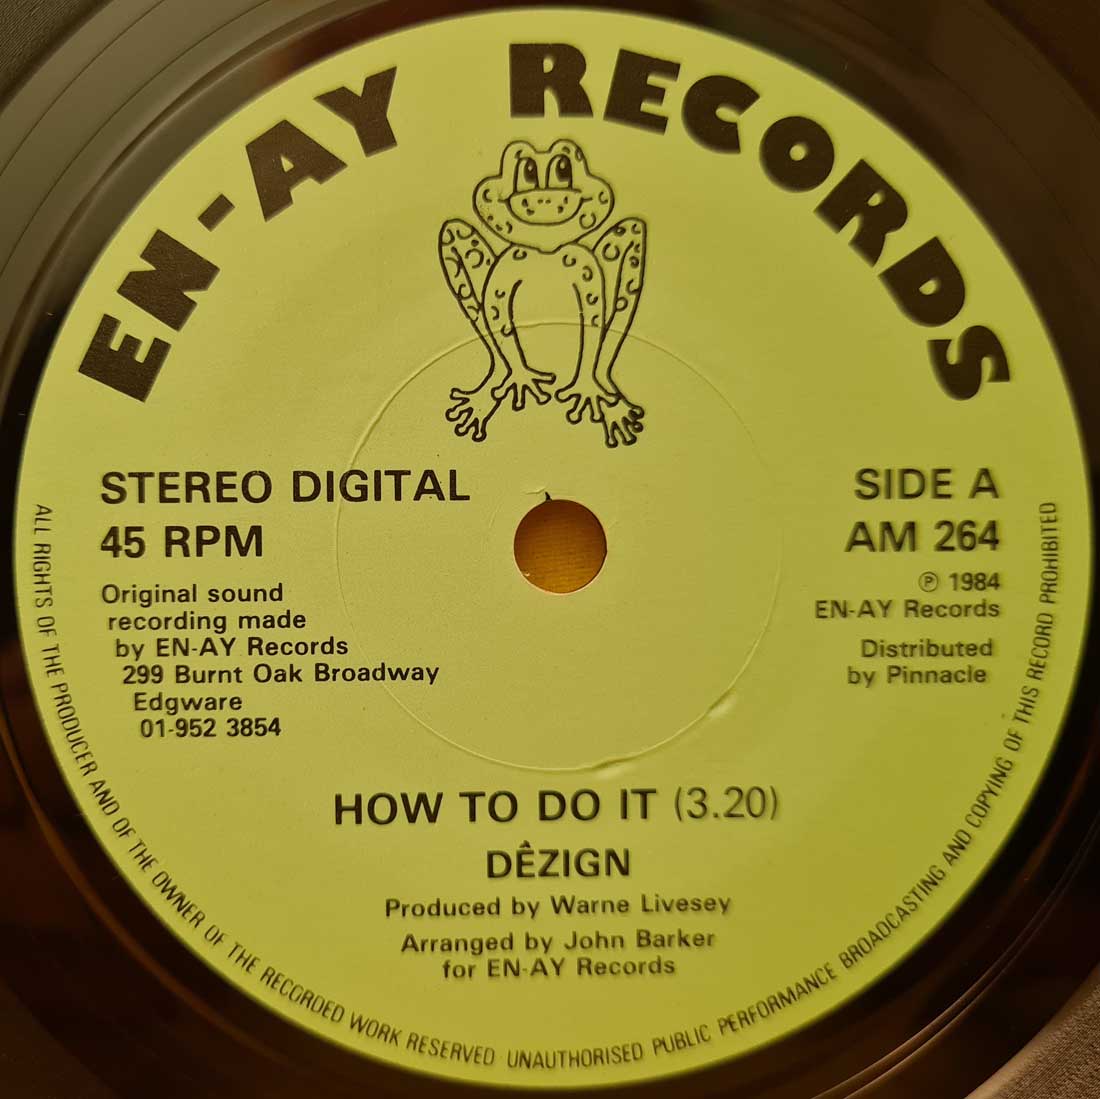 EN-AY RECORDS
STEREO DIGITAL
45 RPM
Original sound
recording made
by EN-AY Records
299 Burnt Oak Broadway
Edgware
01-952 3854
SIDE A
AM 264
℗ 1984
EN-AY Records
Distributed
by Pinnacle
HOW TO DO IT (3.20)
DÊZIGN
Produced by Warne Livesey
Arranged by John Barker
for EN-AY Records
ALL RIGHTS OF THE PRODUCER AND OF THE OWNER OF THE RECORDED WORK RESERVED UNAUTHORISED PUBLIC PERFORMANCE BROADCASTING AND COPYING OF THIS RECORD PROHIBITED